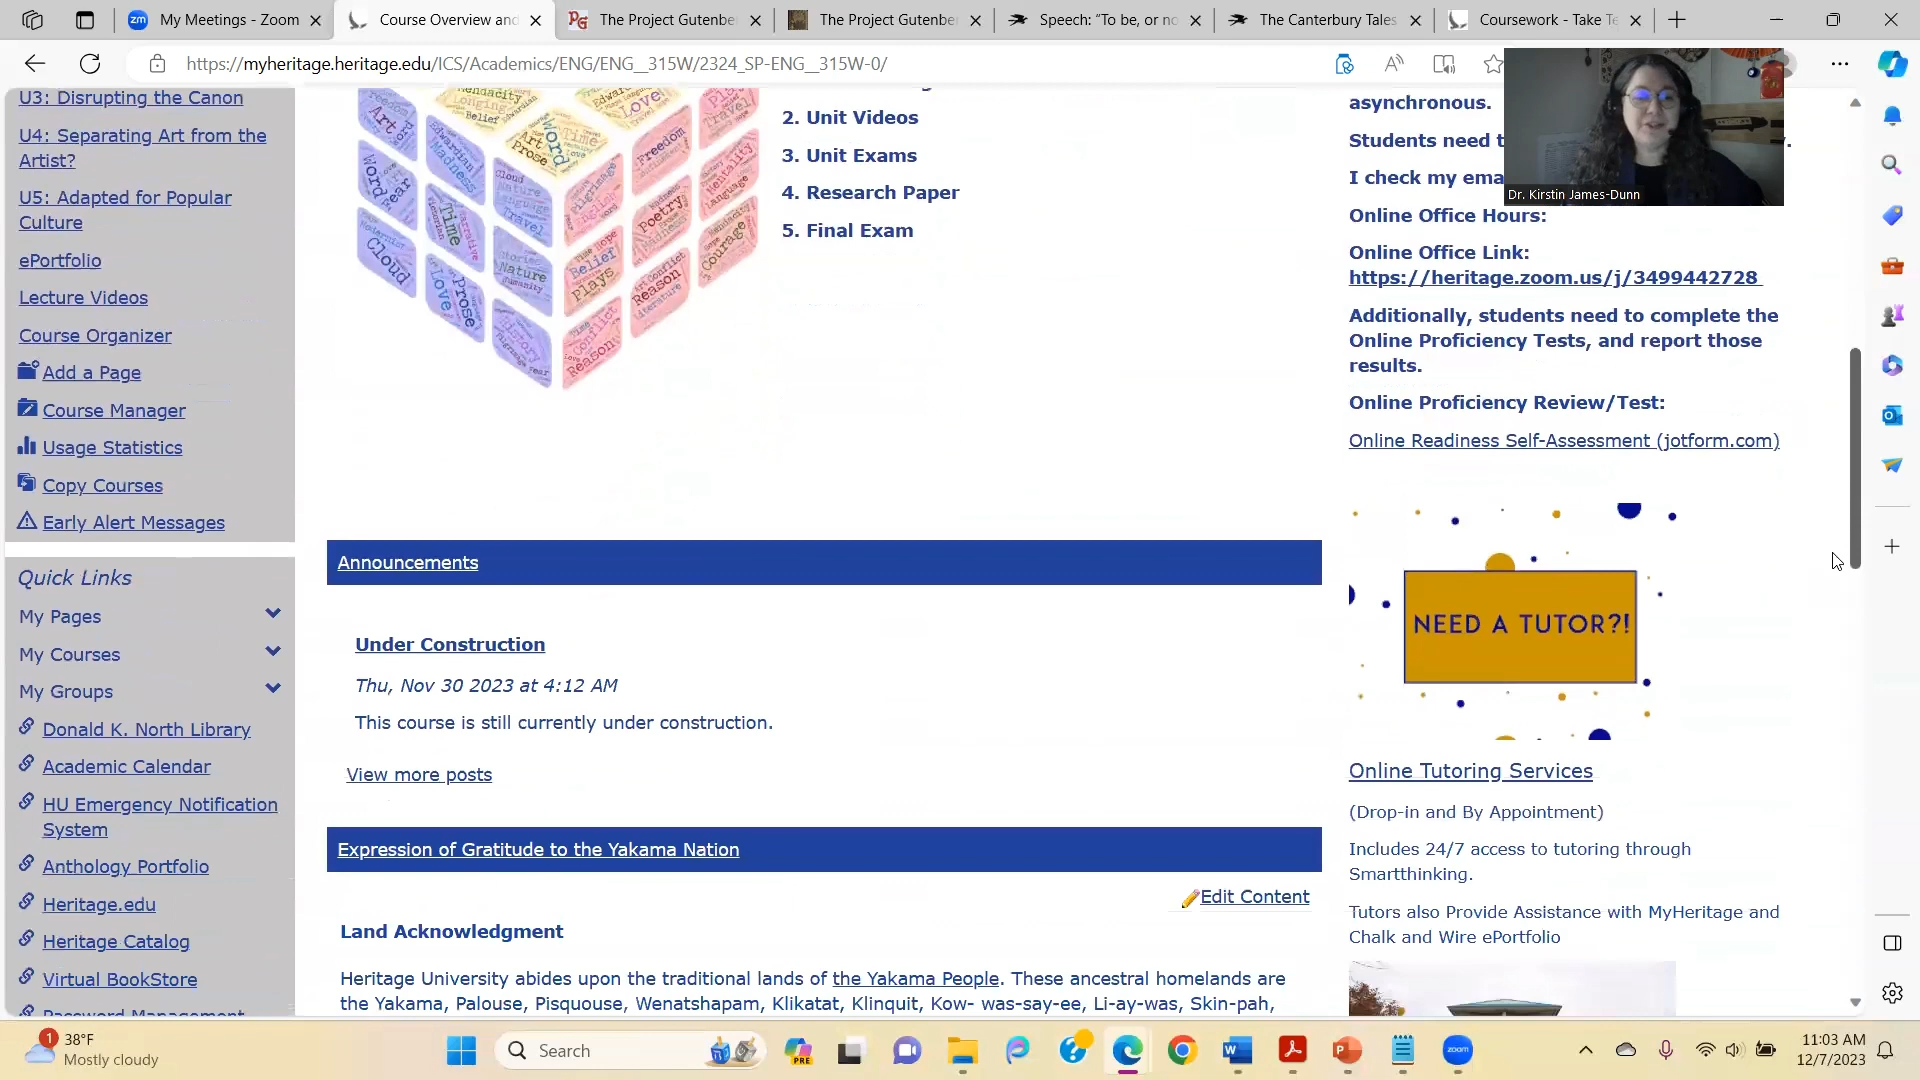 My Meetings - Zoom
Course Overview and
The Project Gutenbe
The Project Gutenbe
Speech: “To be, or no
The Canterbury Tales
Coursework - Take Te
https://myheritage.heritage.edu/ICS/Academics/ENG/ENG__315W/2324_SP-ENG__315W-0/
U3: Disrupting the Canon
U4: Separating Art from the
Artist?
U5: Adapted for Popular
Culture
ePortfolio
Lecture Videos
Course Organizer
Add a Page
Course Manager
Usage Statistics
Copy Courses
Early Alert Messages
Quick Links
My Pages
My Courses
My Groups
Donald K. North Library
Academic Calendar
HU Emergency Notification
System
Anthology Portfolio
Heritage.edu
Heritage Catalog
Virtual BookStore
Password Management
2. Unit Videos
3. Unit Exams
4. Research Paper
5. Final Exam
Announcements
Under Construction
Thu, Nov 30 2023 at 4:12 AM
This course is still currently under construction.
View more posts
Expression of Gratitude to the Yakama Nation
Edit Content
Land Acknowledgment
Heritage University abides upon the traditional lands of the Yakama People. These ancestral homelands are
the Yakama, Palouse, Pisquouse, Wenatshapam, Klikatat, Klinquit, Kow- was-say-ee, Li-ay-was, Skin-pah,
asynchronous.
Students need t
I check my ema
Dr. Kirstin James-Dunn
Online Office Hours:
Online Office Link:
https://heritage.zoom.us/j/3499442728
Additionally, students need to complete the
Online Proficiency Tests, and report those
results.
Online Proficiency Review/Test:
Online Readiness Self-Assessment (jotform.com)
NEED A TUTOR?!
Online Tutoring Services
(Drop-in and By Appointment)
Includes 24/7 access to tutoring through
Smartthinking.
Tutors also Provide Assistance with MyHeritage and
Chalk and Wire ePortfolio
1
38°F
Mostly cloudy
Search
PRE
zoom
11:03 AM
12/7/2023